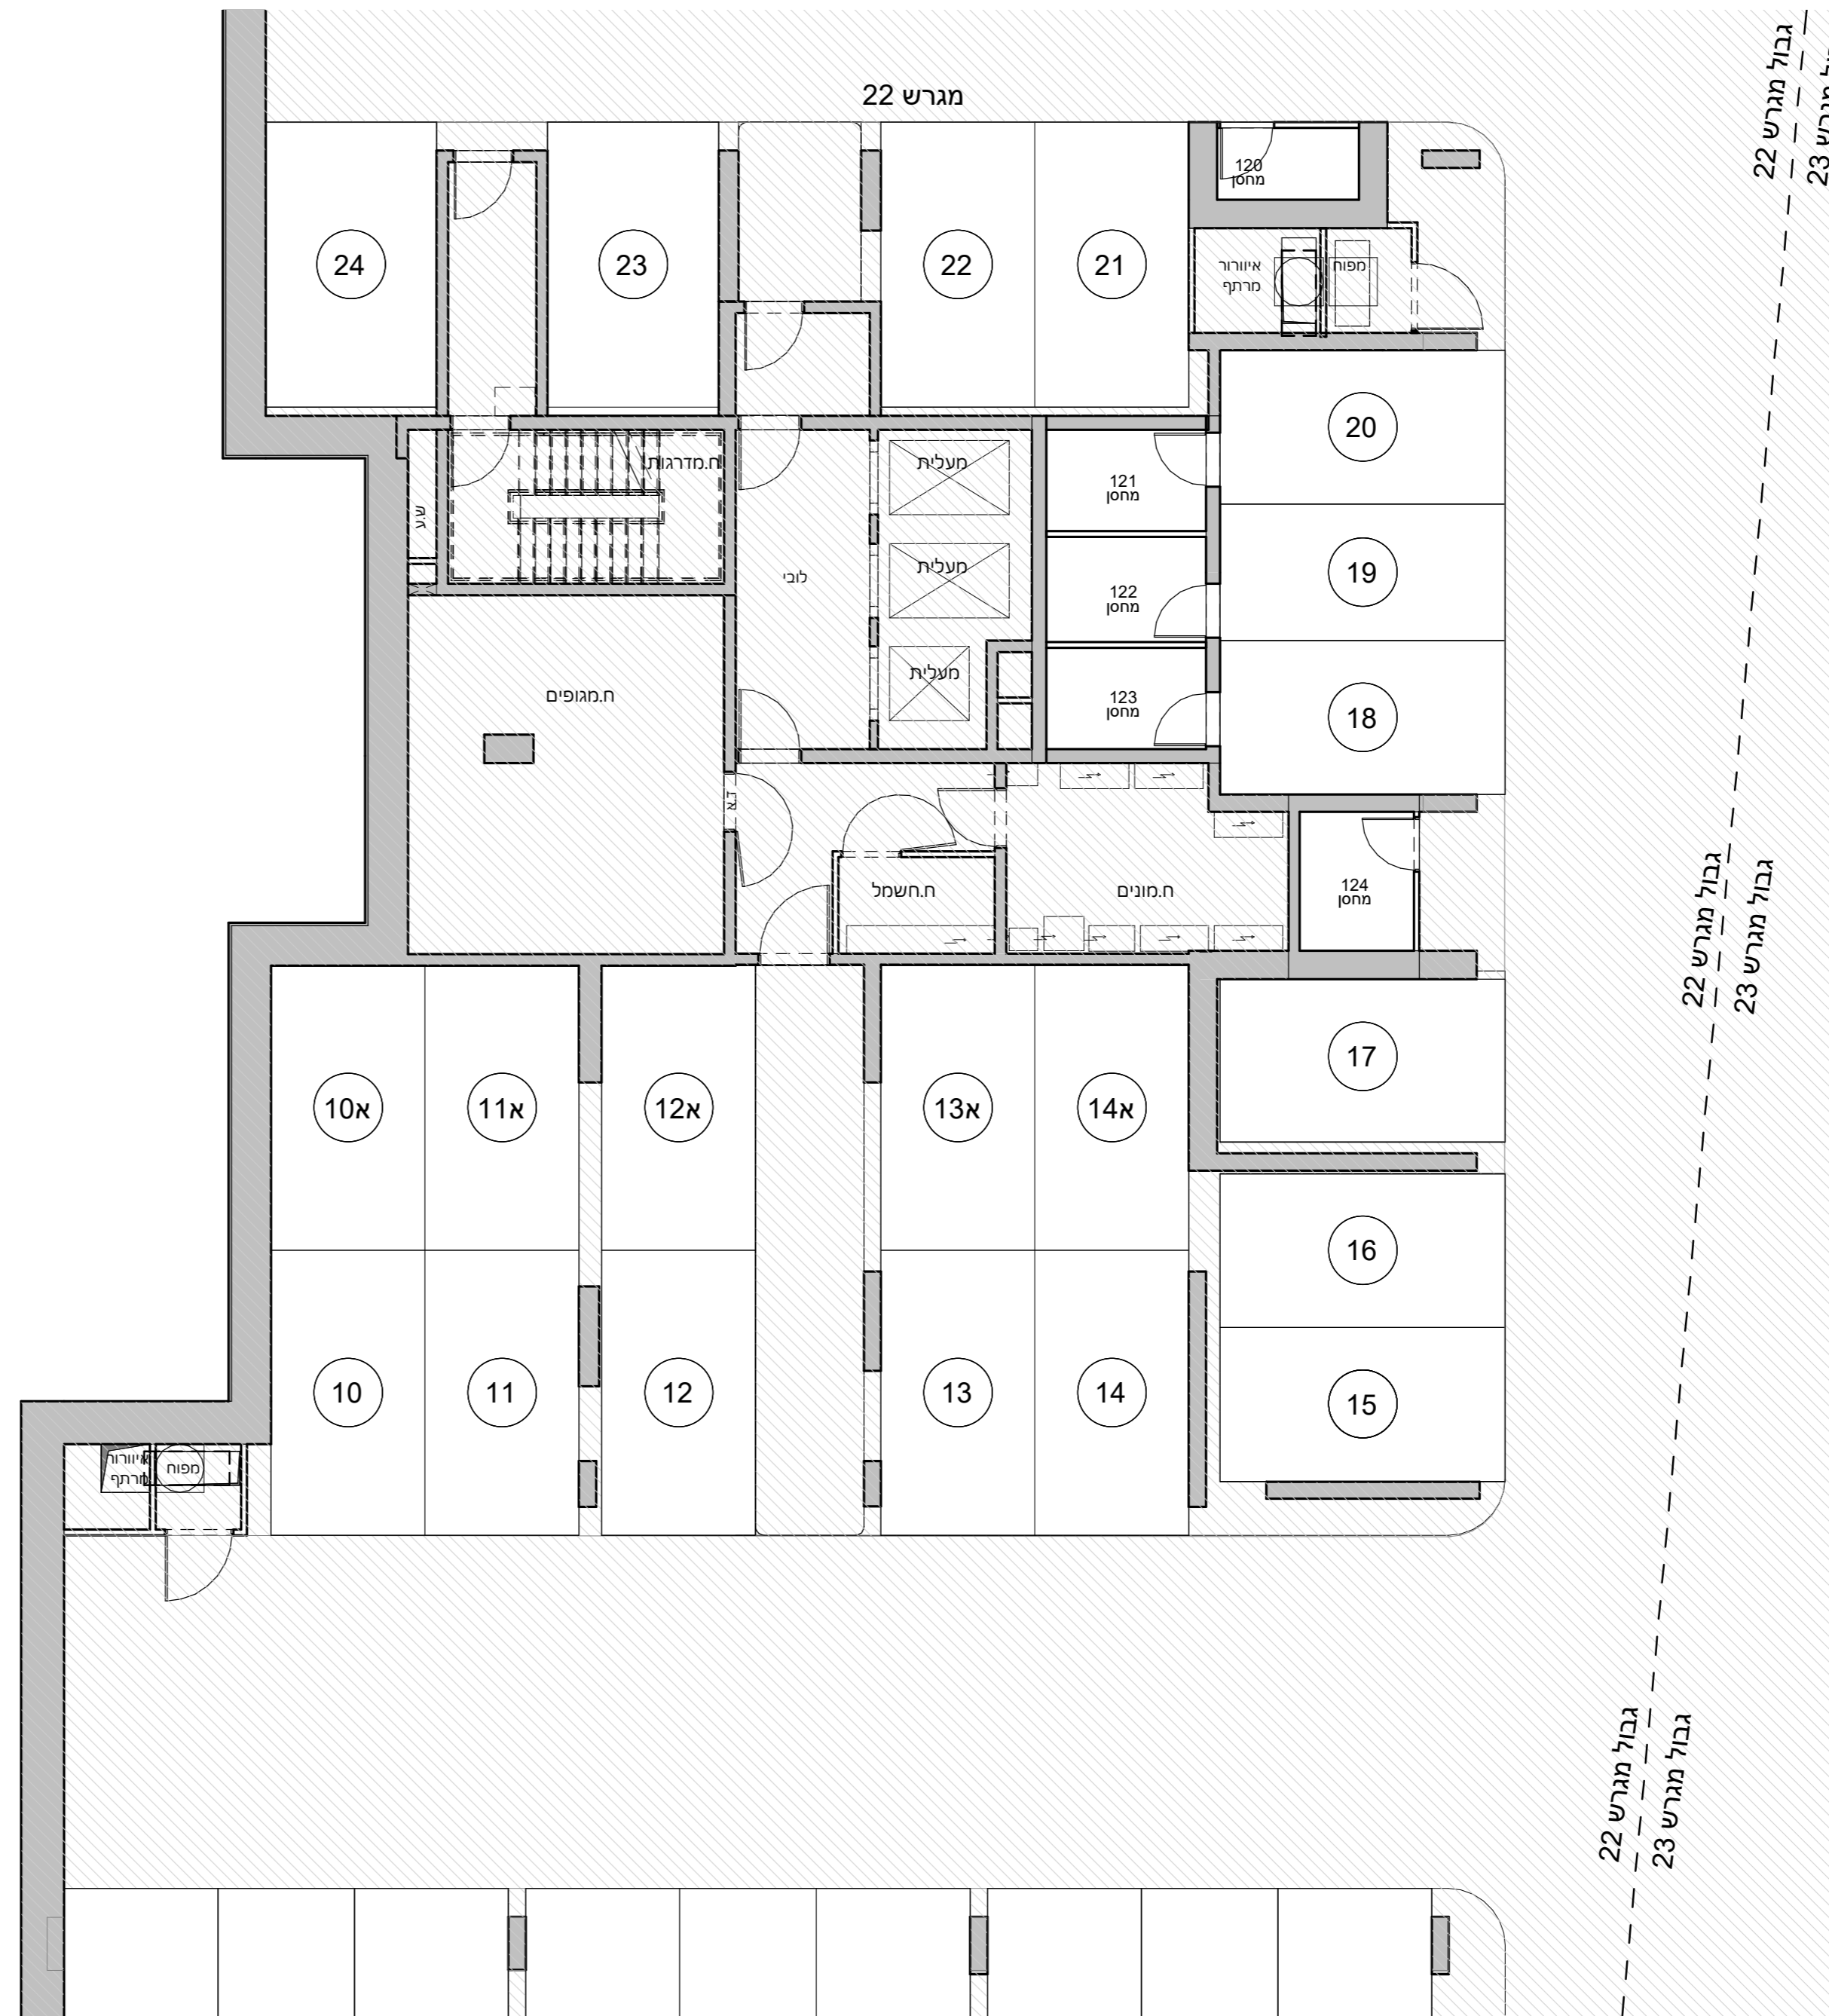 מגרש 22
גבול מגרש 22
24
23
22
21
120
מחסן
איוורור
מרתף
מפוח
20
ח.מדרגות
מעלית
121
מחסן
ש.ע
19
לובי
מעלית
122
מחסן
18
ח.מגופים
מעלית
123
מחסן
ח.חשמל
ח.מונים
124
מחסן
גבול מגרש 22
גבול מגרש 23
17
10א
11א
12א
13א
14א
16
10
11
12
13
14
15
איוורור
מרתף
מפוח
גבול מגרש 22
גבול מגרש 23